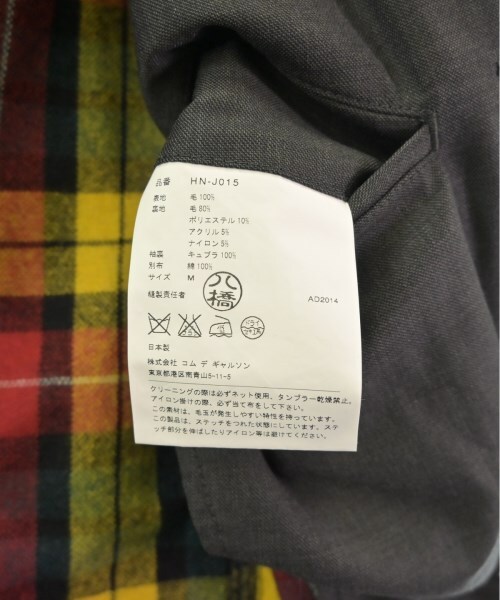 品番 HN-J015
表地 毛 100%
裏地 毛 80%
ポリエステル 10%
アクリル 5%
ナイロン 5%
袖裏 キュプラ 100%
別布 綿 100%
サイズ M
縫製責任者 八橋 AD2014
日本製
株式会社 コム デ ギャルソン
東京都港区南青山5-11-5
クリーニングの際は必ずネット使用、タンブラー乾燥禁止。
アイロン掛けの際、必ず当て布をして下さい。
この素材は、毛玉が発生しやすい特性を持っています。
この製品は、ステッチをつれた状態にしています。ステ
ッチ部分を伸ばしたりアイロン等は避けてください。